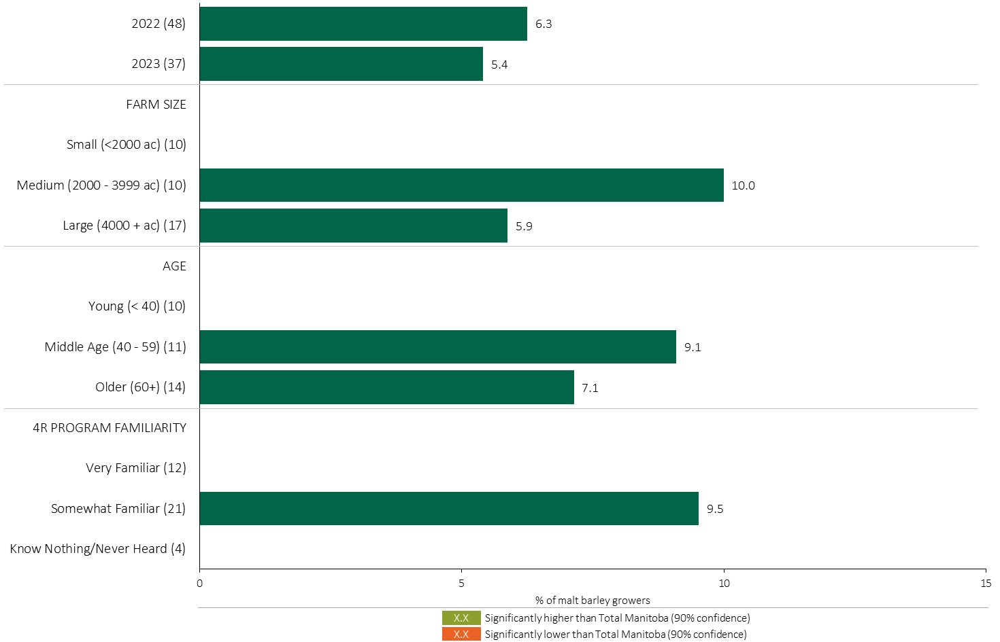 2022 (48) 6.3
2023 (37) 5.4
FARM SIZE
Small (<2000 ac) (10)
Medium (2000 - 3999 ac) (10) 10.0
Large (4000 + ac) (17) 5.9
AGE
Young (< 40) (10)
Middle Age (40 - 59) (11) 9.1
Older (60+) (14) 7.1
4R PROGRAM FAMILIARITY
Very Familiar (12)
Somewhat Familiar (21) 9.5
Know Nothing/Never Heard (4)
0 5 10 15
% of malt barley growers
X.X Significantly higher than Total Manitoba (90% confidence)
X.X Significantly lower than Total Manitoba (90% confidence)